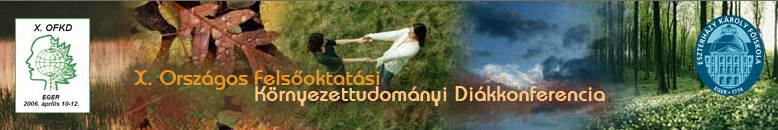 X. OFKD
EGER
2006. április 10-12.
X. Országos Felsőoktatási
Környezettudományi Diákkonferencia
ESZTERHÁZY KÁROLY FŐISKOLA
EGER • 1774